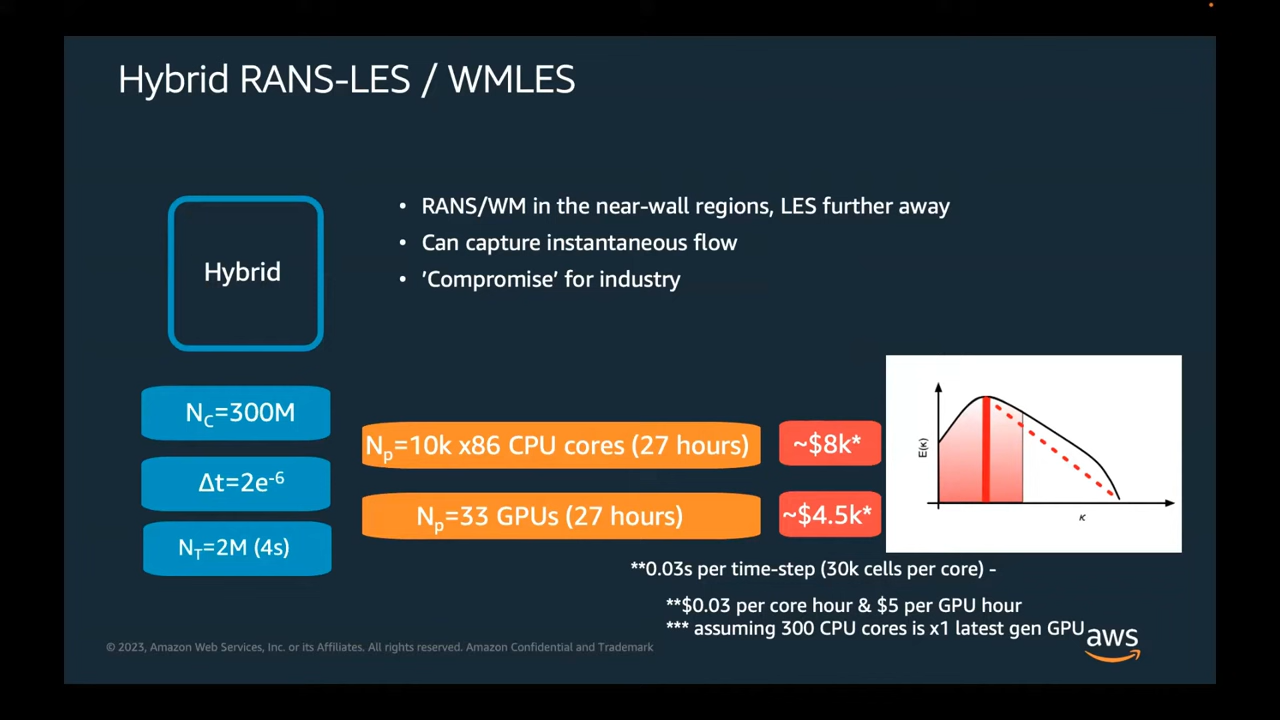 Hybrid RANS-LES / WMLES
Hybrid
• RANS/WM in the near-wall regions, LES further away
• Can capture instantaneous flow
• ’Compromise’ for industry
NC=300M
Δt=2e-6
NT=2M (4s)
Np=10k x86 CPU cores (27 hours)
~$8k*
Np=33 GPUs (27 hours)
~$4.5k*
E(κ)
κ
**0.03s per time-step (30k cells per core) -
**$0.03 per core hour & $5 per GPU hour
*** assuming 300 CPU cores is x1 latest gen GPU
© 2023, Amazon Web Services, Inc. or its Affiliates. All rights reserved. Amazon Confidential and Trademark
aws